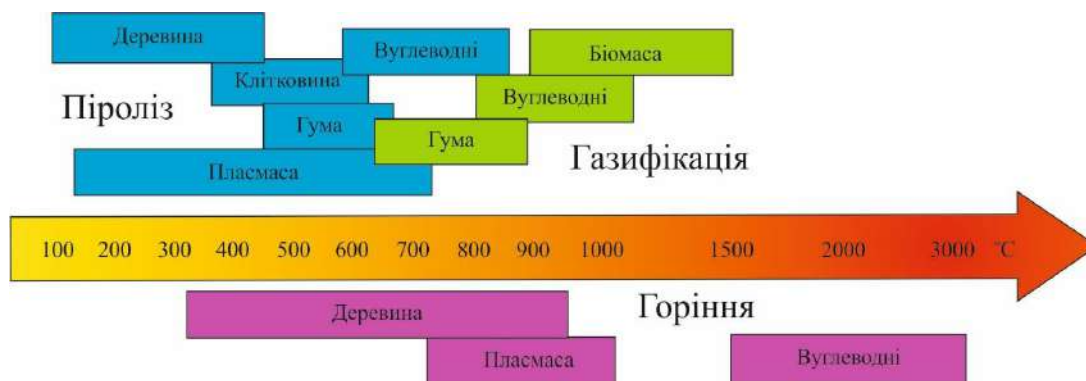 Деревина
Вуглеводні
Біомаса
Клітковина
Вуглеводні
Піроліз
Гума
Гума
Газифікація
Пласмаса
100 200 300 400 500 600 700 800 900 1000 1500 2000 3000 °C
Деревина
Горіння
Пласмаса
Вуглеводні